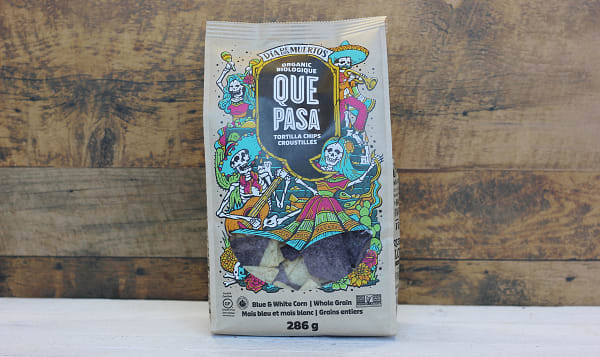 DÍA DE LOS MUERTOS
ORGANIC
BIOLOGIQUE
QUE
PASA
TORTILLA CHIPS
CROUSTILLES
Blue & White Corn | Whole Grain
Maïs bleu et maïs blanc | Grains entiers
286 g